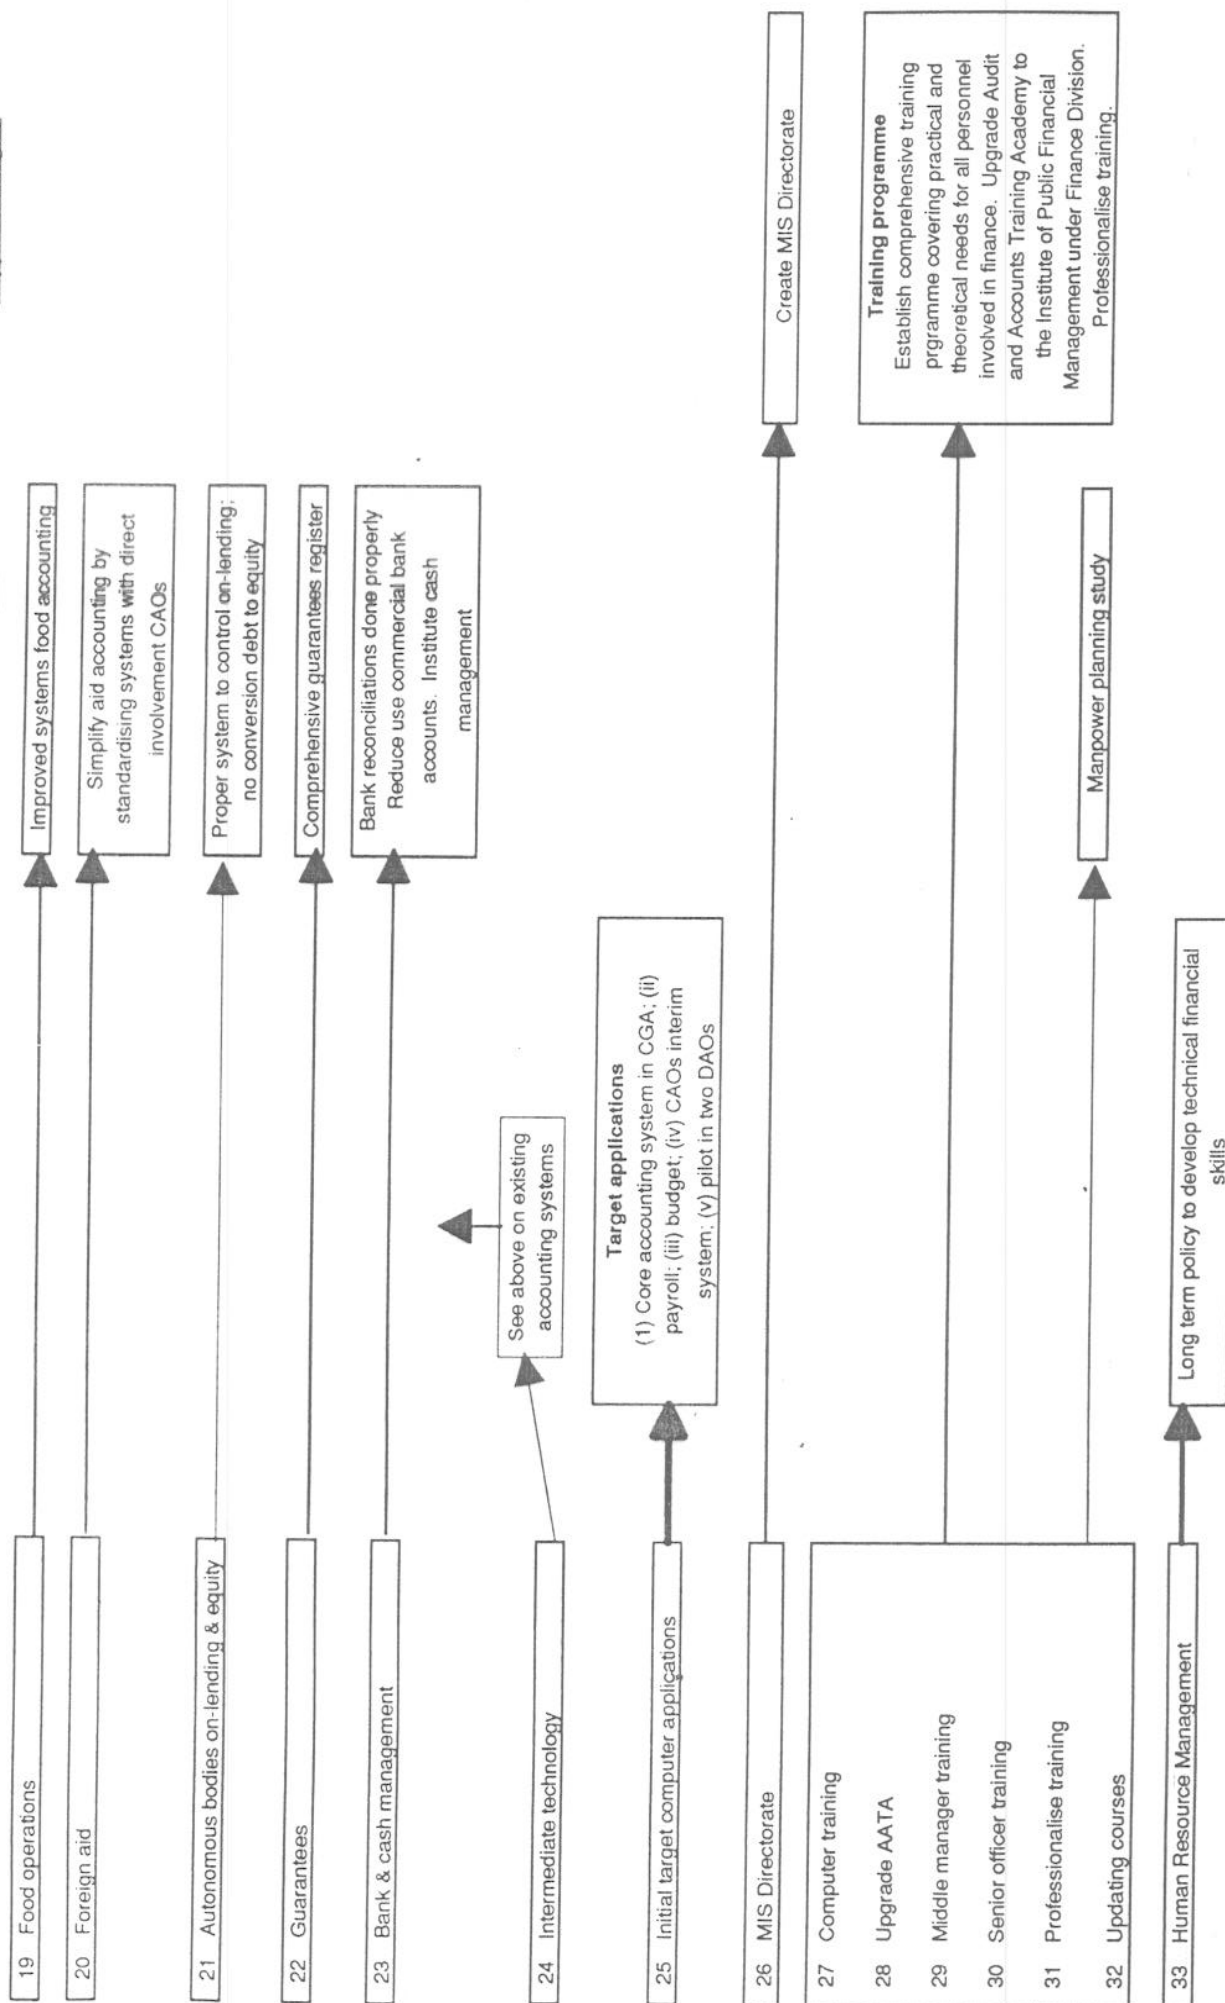 19 Food operations
Improved systems food accounting
20 Foreign aid
Simplify aid accounting by
standardising systems with direct
involvement CAOs
21 Autonomous bodies on-lending & equity
Proper system to control on-lending;
no conversion debt to equity
22 Guarantees
Comprehensive guarantees register
23 Bank & cash management
Bank reconciliations done properly
Reduce use commercial bank
accounts. Institute cash
management
24 Intermediate technology
See above on existing
accounting systems
25 Initial target computer applications
Target applications
(1) Core accounting system in CGA; (ii)
payroll; (iii) budget; (iv) CAOs interim
system; (v) pilot in two DAOs
26 MIS Directorate
Create MIS Directorate
27 Computer training
28 Upgrade AATA
29 Middle manager training
30 Senior officer training
31 Professionalise training
32 Updating courses
Training programme
Establish comprehensive training
prgramme covering practical and
theoretical needs for all personnel
involved in finance. Upgrade Audit
and Accounts Training Academy to
the Institute of Public Financial
Management under Finance Division.
Professionalise training.
Manpower planning study
33 Human Resource Management
Long term policy to develop technical financial
skills